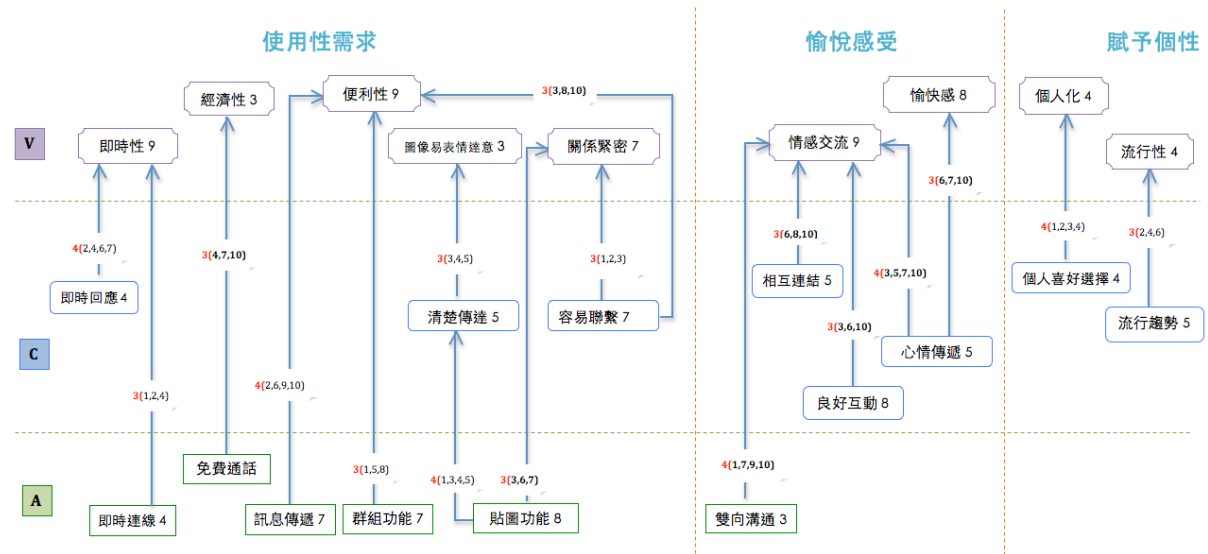 使用性需求
愉悅感受
賦予個性
經濟性 3
便利性 9
3(3,8,10)
愉快感 8
個人化 4
V
即時性 9
圖像易表情達意 3
關係緊密 7
情感交流 9
流行性 4
3(6,7,10)
4(2,4,6,7)
3(4,7,10)
3(3,4,5)
3(1,2,3)
3(6,8,10)
4(3,5,7,10)
4(1,2,3,4)
3(2,4,6)
即時回應 4
相互連結 5
個人喜好選擇 4
清楚傳達 5
容易聯繫 7
3(3,6,10)
流行趨勢 5
C
心情傳遞 5
3(1,2,4)
4(2,6,9,10)
良好互動 8
免費通話
3(1,5,8)
4(1,3,4,5)
3(3,6,7)
4(1,7,9,10)
A
即時連線 4
訊息傳遞 7
群組功能 7
貼圖功能 8
雙向溝通 3